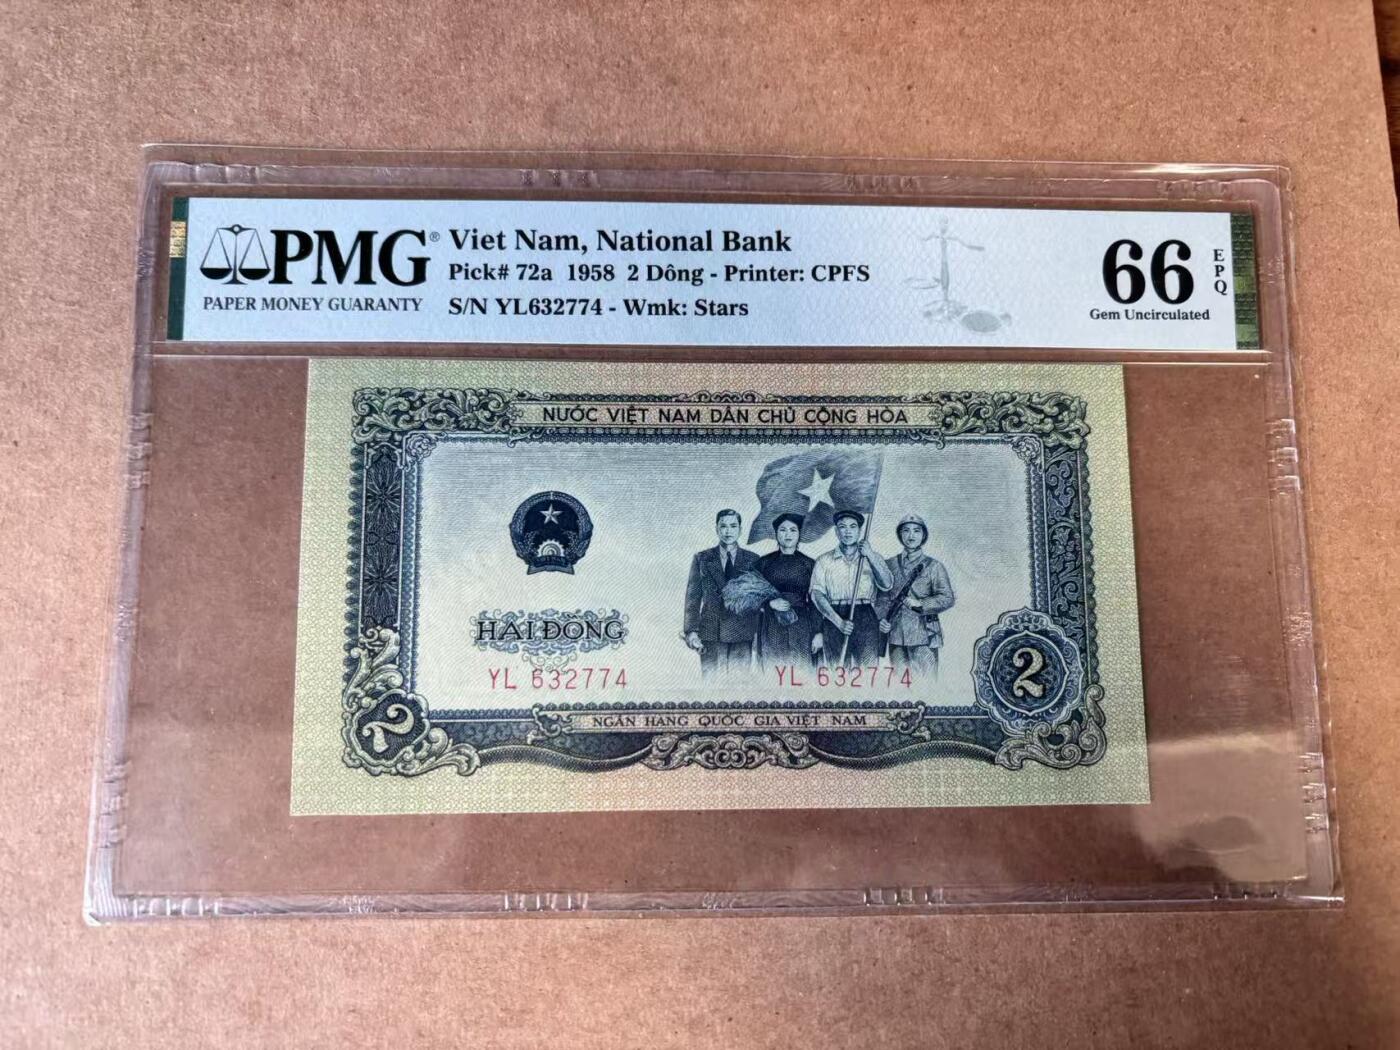 PMG® Viet Nam, National Bank
Pick# 72a 1958 2 Dông - Printer: CPFS
PAPER MONEY GUARANTY S/N YL632774 - Wmk: Stars
66 EPQ
Gem Uncirculated
NƯỚC VIỆT NAM DÂN CHỦ CỘNG HÒA
HAI ĐỒNG
YL 632774 YL 632774
2
2
NGÂN HÀNG QUỐC GIA VIỆT NAM